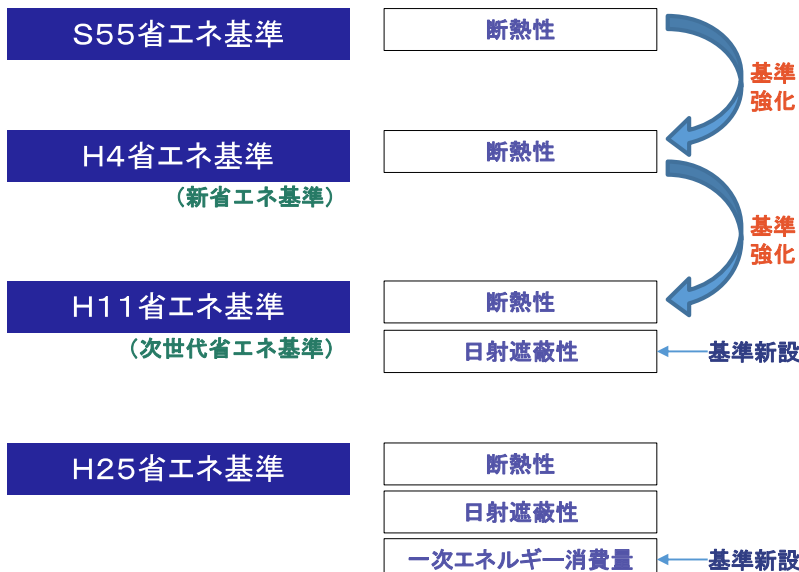 S55省エネ基準
断熱性
基準
強化
H4省エネ基準
断熱性
(新省エネ基準)
基準
強化
H11省エネ基準
断熱性
(次世代省エネ基準)
日射遮蔽性
基準新設
H25省エネ基準
断熱性
日射遮蔽性
一次エネルギー消費量
基準新設